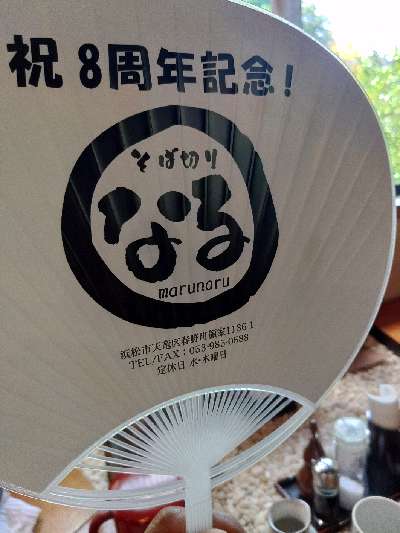 祝 8周年記念!
そば切り
なる
marunaru
浜松市天竜区春野町領家1186-1
TEL/FAX：053-985-0688
定休日 水・木曜日